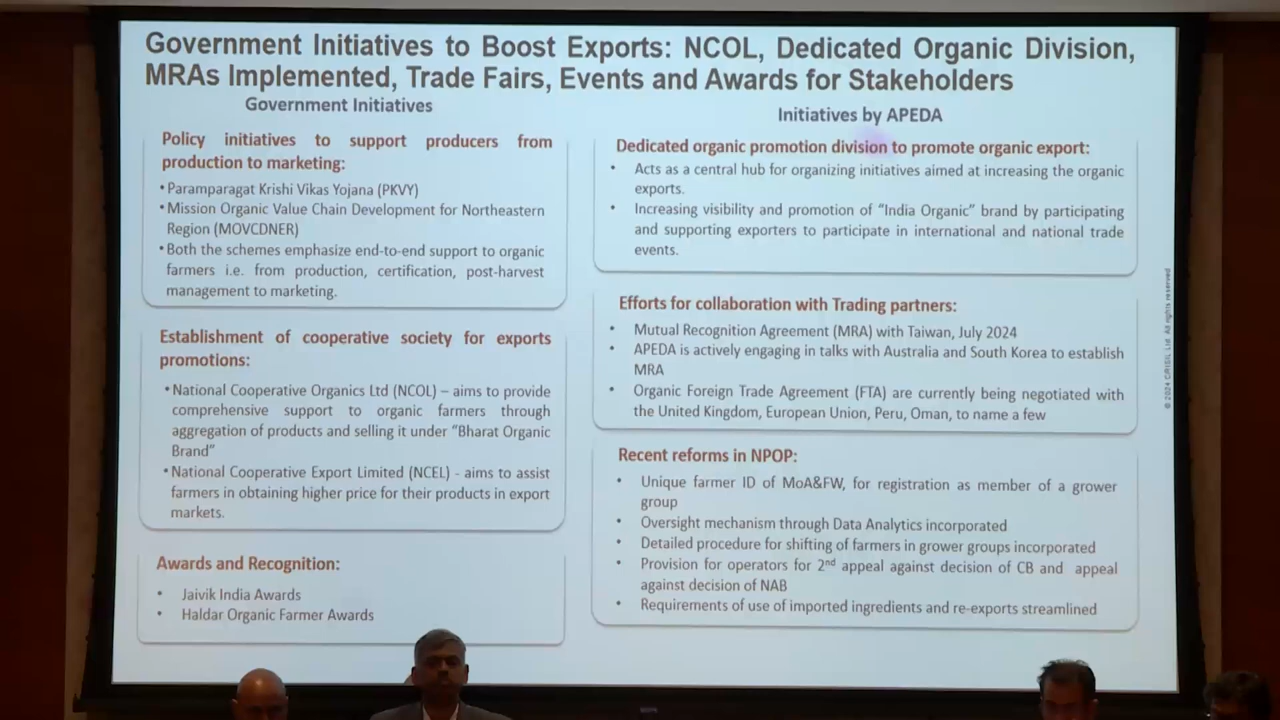 Government Initiatives to Boost Exports: NCOL, Dedicated Organic Division,
MRAs Implemented, Trade Fairs, Events and Awards for Stakeholders
Government Initiatives
Policy initiatives to support producers from
production to marketing:
• Paramparagat Krishi Vikas Yojana (PKVY)
• Mission Organic Value Chain Development for Northeastern
Region (MOVCDNER)
• Both the schemes emphasize end-to-end support to organic
farmers i.e. from production, certification, post-harvest
management to marketing.
Establishment of cooperative society for exports
promotions:
• National Cooperative Organics Ltd (NCOL) – aims to provide
comprehensive support to organic farmers through
aggregation of products and selling it under “Bharat Organic
Brand”
• National Cooperative Export Limited (NCEL) - aims to assist
farmers in obtaining higher price for their products in export
markets.
Awards and Recognition:
• Jaivik India Awards
• Haldar Organic Farmer Awards
Initiatives by APEDA
Dedicated organic promotion division to promote organic export:
• Acts as a central hub for organizing initiatives aimed at increasing the organic
exports.
• Increasing visibility and promotion of “India Organic” brand by participating
and supporting exporters to participate in international and national trade
events.
Efforts for collaboration with Trading partners:
• Mutual Recognition Agreement (MRA) with Taiwan, July 2024
• APEDA is actively engaging in talks with Australia and South Korea to establish
MRA
• Organic Foreign Trade Agreement (FTA) are currently being negotiated with
the United Kingdom, European Union, Peru, Oman, to name a few
Recent reforms in NPOP:
• Unique farmer ID of MoA&FW, for registration as member of a grower
group
• Oversight mechanism through Data Analytics incorporated
• Detailed procedure for shifting of farmers in grower groups incorporated
• Provision for operators for 2nd appeal against decision of CB and appeal
against decision of NAB
• Requirements of use of imported ingredients and re-exports streamlined
© 2024 CRISIL Ltd. All rights reserved